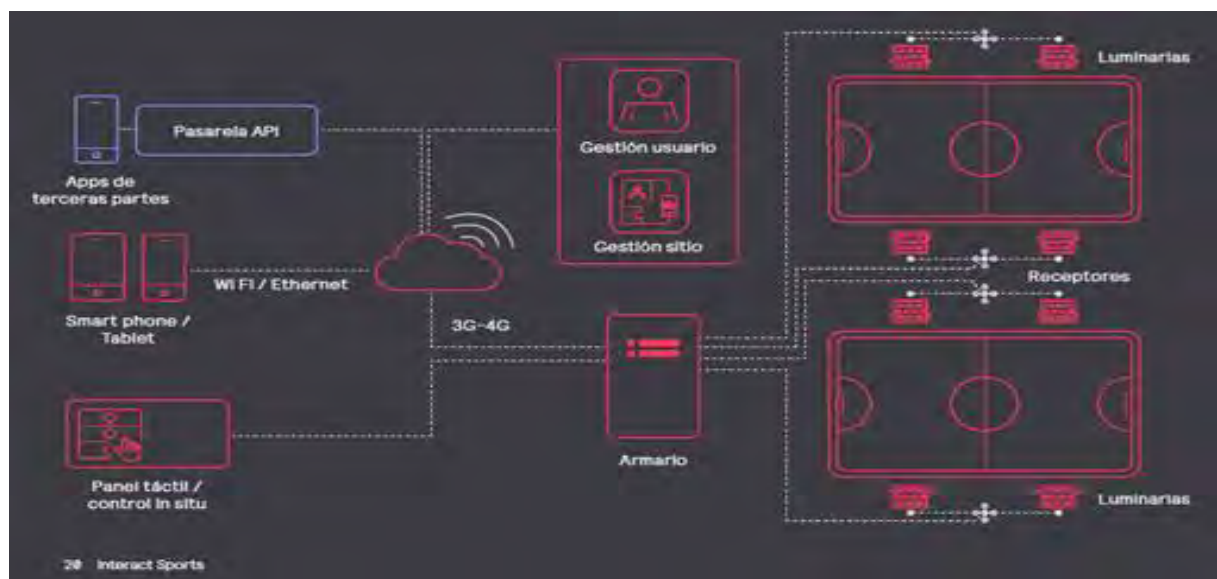 Luminarias
Pasarela API
Gestión usuario
Apps de
terceras partes
Gestión sitio
Receptores
Wi Fi / Ethernet
Smart phone /
Tablet
3G-4G
Armario
Panel táctil /
control in situ
Luminarias
20 Interact Sports